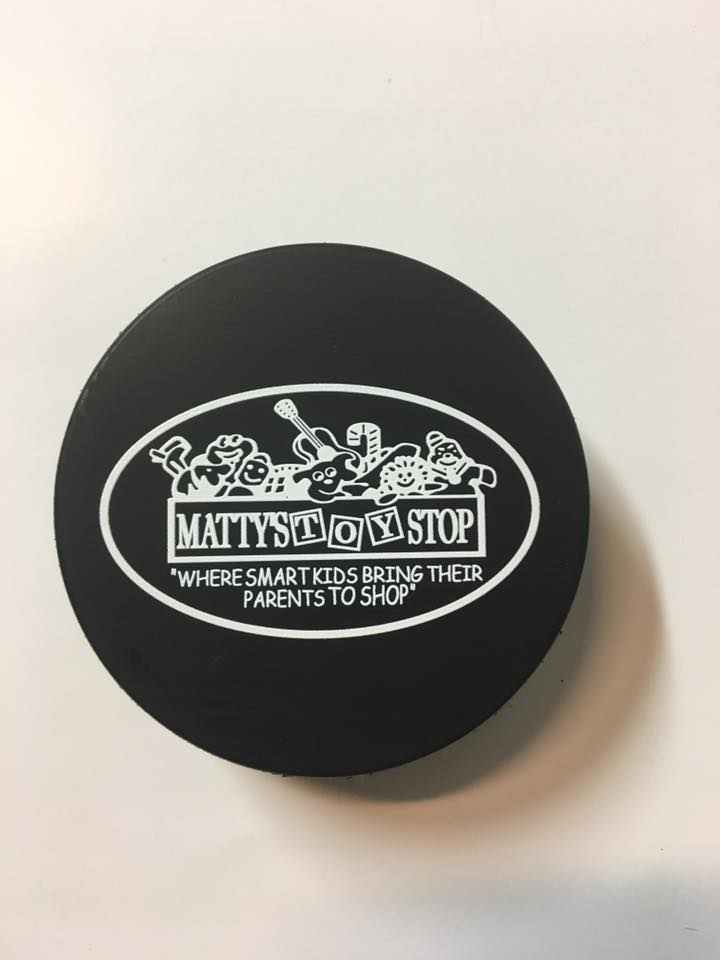 MATTY'S TOY STOP
"WHERE SMART KIDS BRING THEIR
PARENTS TO SHOP"